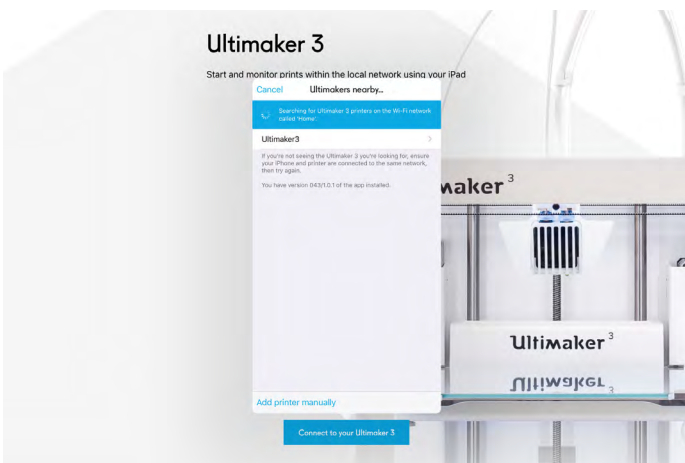 Ultimaker 3
Start and monitor prints within the local network using your iPad
Cancel Ultimakers nearby...
Searching for Ultimaker 3 printers on the Wi-Fi network
called 'Home'.
Ultimaker3
If you're not seeing the Ultimaker 3 you're looking for, ensure
your iPhone and printer are connected to the same network,
then try again.
You have version 043/1.0.1 of the app installed.
maker 3
Ultimaker 3
Add printer manually
Connect to your Ultimaker 3